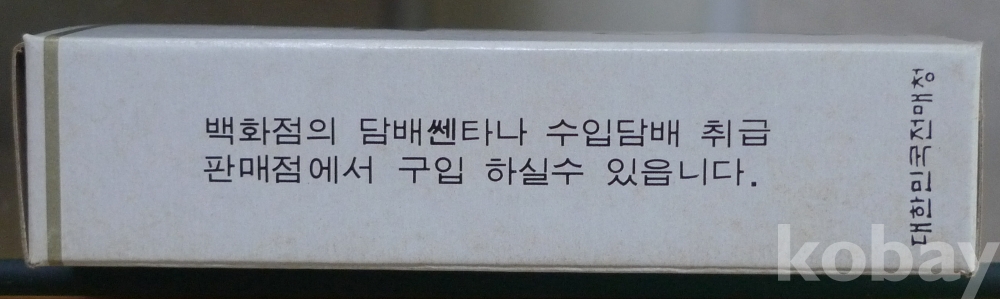 백화점의 담배쎈타나 수입담배 취급
판매점에서 구입 하실수 있읍니다.
대한민국전매청
kobay